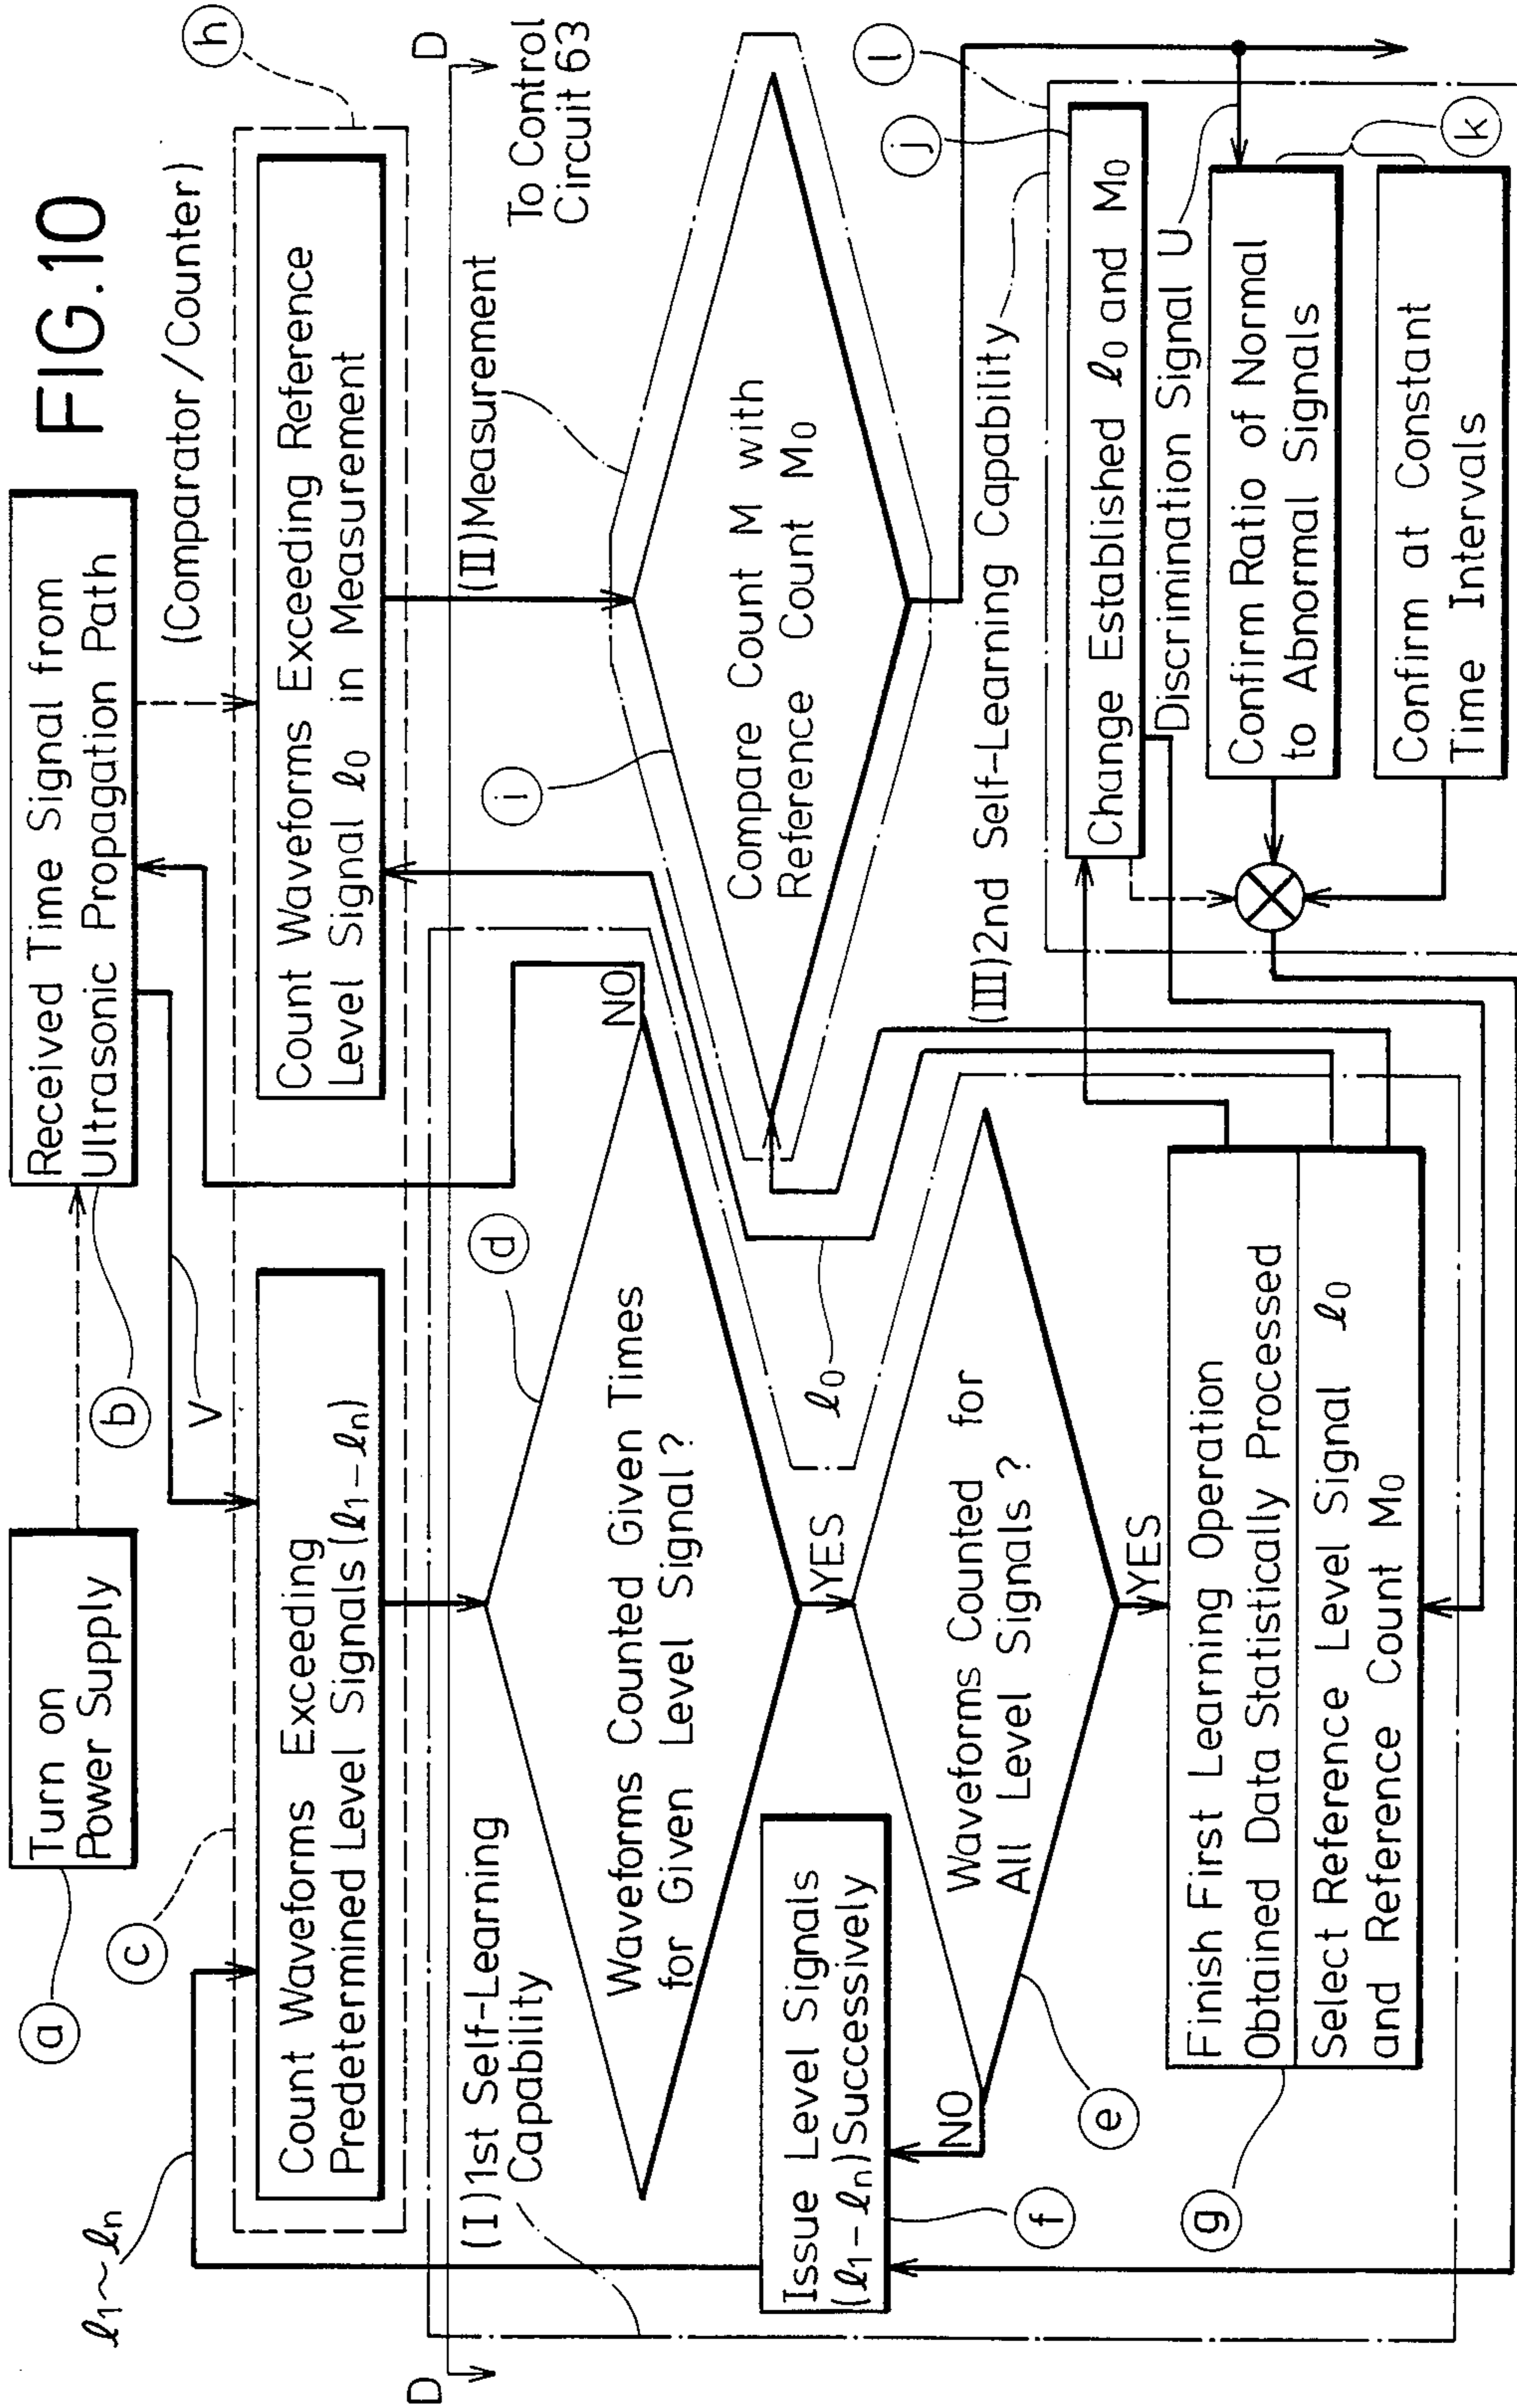 FIG.10
a
Turn on
Power Supply
b
Received Time Signal from
Ultrasonic Propagation Path
ℓ1~ℓn
c
V
(Comparator/Counter)
h
Count Waveforms Exceeding
Predetermined Level Signals(ℓ1-ℓn)
Count Waveforms Exceeding Reference
Level Signal ℓ0 in Measurement
D
D
(I)1st Self-Learning
Capability
d
(II)Measurement
To Control
Circuit 63
Waveforms Counted Given Times
for Given Level Signal?
NO
YES
i
Compare Count M with
Reference Count M0
ℓ0
Issue Level Signals
(ℓ1-ℓn)Successively
f
Waveforms Counted for
All Level Signals?
NO
YES
e
(III)2nd Self-Learning Capability
j
l
Change Established ℓ0 and M0
Discrimination Signal U
g
Finish First Learning Operation
Obtained Data Statistically Processed
Select Reference Level Signal ℓ0
and Reference Count M0
Confirm Ratio of Normal
to Abnormal Signals
Confirm at Constant
Time Intervals
k